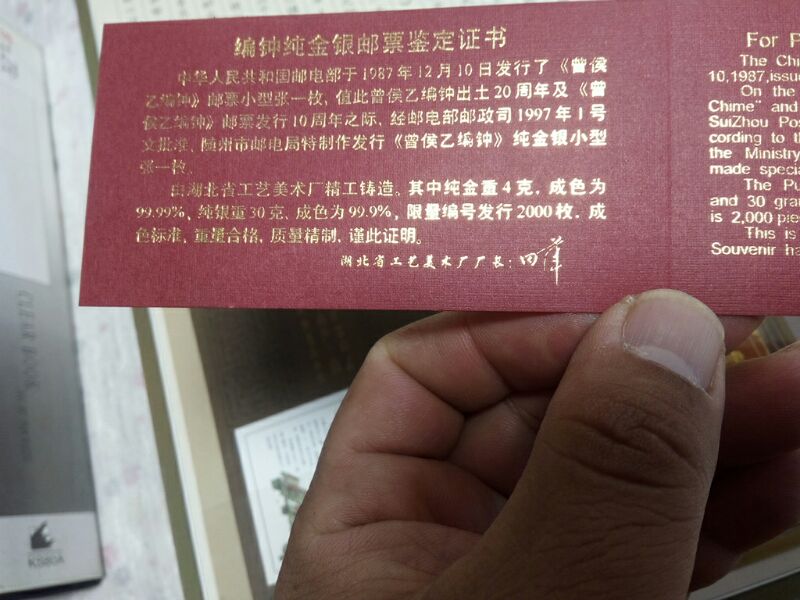 编钟纯金银邮票鉴定证书
中华人民共和国邮电部于1987年12月10日发行了《曾侯
乙编钟》邮票小型张一枚，值此曾侯乙编钟出土20周年及《曾
侯乙编钟》邮票发行10周年之际，经邮电部邮政司1997年1号
文批准，随州市邮电局特制作发行《曾侯乙编钟》纯金银小型
张一枚。
由湖北省工艺美术厂精工铸造。其中纯金重4克，成色为
99.99%，纯银重30克、成色为99.9%，限量编号发行2000枚．成
色标准，重量合格，质量精制，谨此证明。
湖北省工艺美术厂厂长：田
For P
The Chi
10,1987,issue
On the
Chime" and
SuiZhou Pos
cording to th
the Ministry
made specia
The Pu
and 30 gra
is 2,000 pie
This is
Souvenir ha
CLEAR BOOK
KS80A